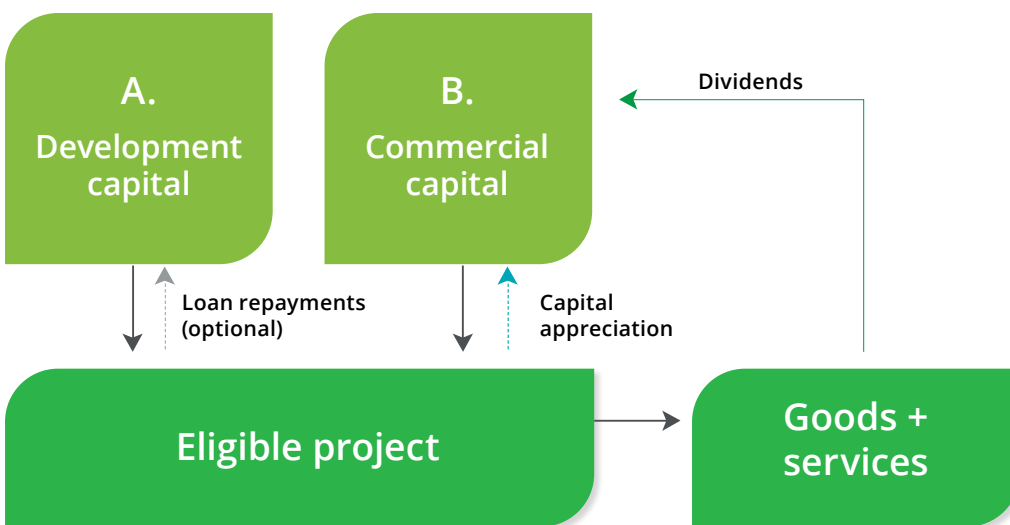 A.
Development
capital
B.
Commercial
capital
Dividends
Loan repayments
(optional)
Capital
appreciation
Eligible project
Goods +
services